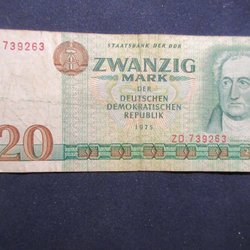 739263
STAATSBANK DER DDR
ZWANZIG
MARK
DER
DEUTSCHEN
DEMOKRATISCHEN
REPUBLIK
1975
ZD 739263
20